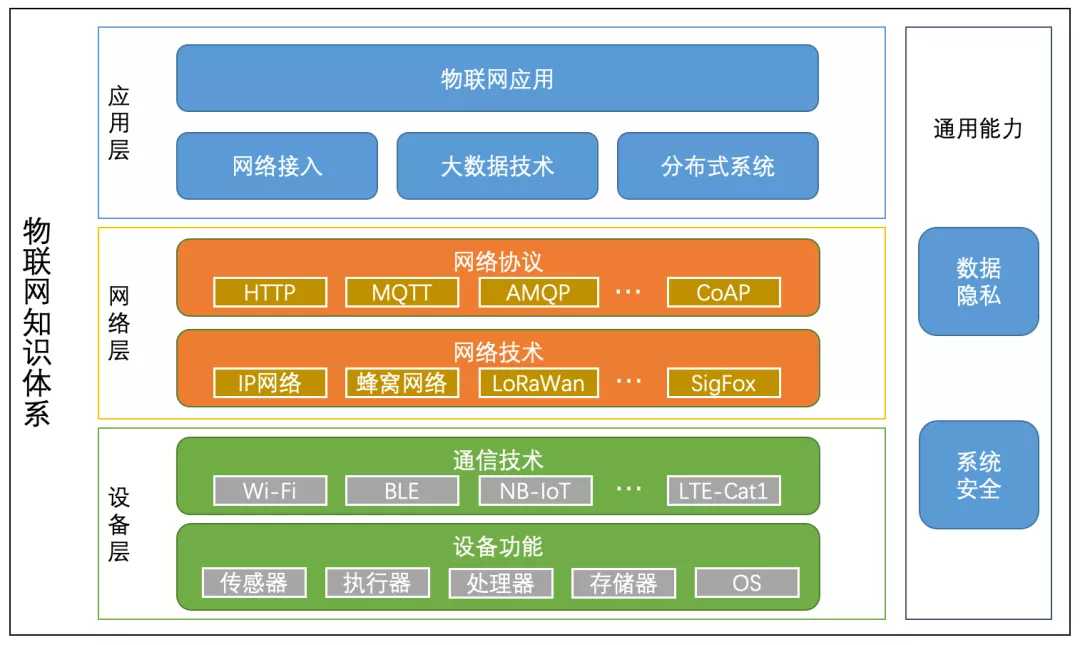 物联网知识体系
应用层
物联网应用
网络接入
大数据技术
分布式系统
网络层
网络协议
HTTP
MQTT
AMQP
...
CoAP
网络技术
IP网络
蜂窝网络
LoRaWan
...
SigFox
设备层
通信技术
Wi-Fi
BLE
NB-IoT
...
LTE-Cat1
设备功能
传感器
执行器
处理器
存储器
OS
通用能力
数据
隐私
系统
安全